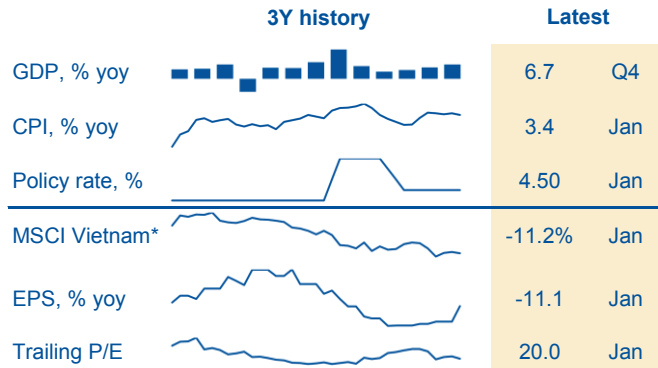 3Y history Latest
GDP, % yoy 6.7 Q4
CPI, % yoy 3.4 Jan
Policy rate, % 4.50 Jan
MSCI Vietnam* -11.2% Jan
EPS, % yoy -11.1 Jan
Trailing P/E 20.0 Jan